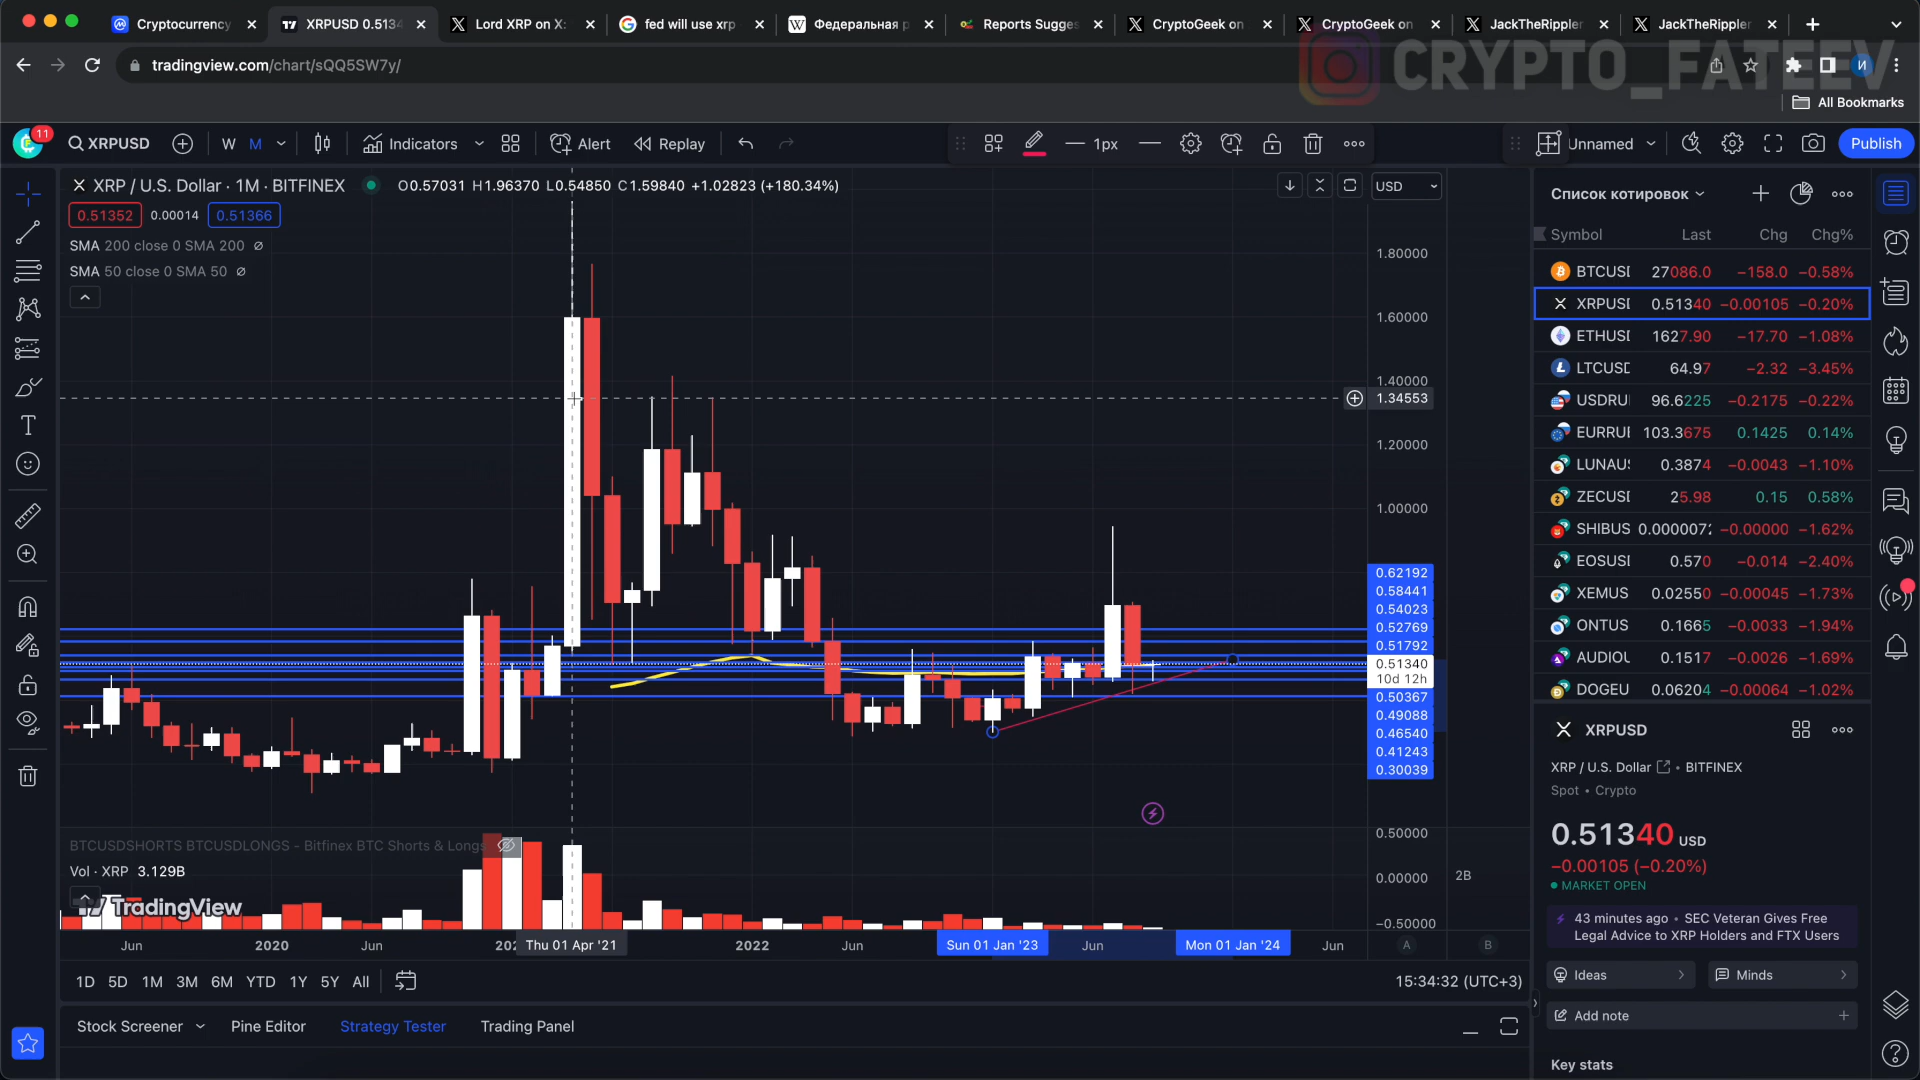 Cryptocurrency
XRPUSD 0.5134
Lord XRP on X:
fed will use xrp
Федеральная р
Reports Sugges
CryptoGeek on
CryptoGeek on
JackTheRippler
JackTheRippler
tradingview.com/chart/sQQ5SW7y/
CRYPTO_FATEEV
И
All Bookmarks
11
XRPUSD
W M
Indicators
Alert
Replay
1px
Unnamed
Publish
XRP / U.S. Dollar · 1M · BITFINEX
O0.57031 H1.96370 L0.54850 C1.59840 +1.02823 (+180.34%)
USD
0.51352 0.00014 0.51366
SMA 200 close 0 SMA 200 ∅
SMA 50 close 0 SMA 50 ∅
1.80000
1.60000
1.40000
1.34553
1.20000
1.00000
0.62192
0.58441
0.54023
0.52769
0.51792
0.51340
10d 12h
0.50367
0.49088
0.46540
0.41243
0.30039
BTCUSDSHORTS BTCUSDLONGS - Bitfinex BTC Shorts & Longs
Vol · XRP 3.129B
TradingView
0.50000
0.00000
−0.50000
2B
Jun 2020 Jun 202 Thu 01 Apr '21 2022 Jun Sun 01 Jan '23 Jun Mon 01 Jan '24 Jun
A B
1D 5D 1M 3M 6M YTD 1Y 5Y All
15:34:32 (UTC+3)
Stock Screener Pine Editor Strategy Tester Trading Panel
Список котировок
Symbol Last Chg Chg%
BTCUSD 27086.0 −158.0 −0.58%
XRPUSD 0.51340 −0.00105 −0.20%
ETHUSD 1627.90 −17.70 −1.08%
LTCUSD 64.97 −2.32 −3.45%
USDRU 96.6225 −0.2175 −0.22%
EURRUB 103.3675 0.1425 0.14%
LUNAUS 0.3874 −0.0043 −1.10%
ZECUSD 25.98 0.15 0.58%
SHIBUS 0.0000072 −0.00000 −1.62%
EOSUSD 0.570 −0.014 −2.40%
XEMUS 0.02550 −0.00045 −1.73%
ONTUS 0.1665 −0.0033 −1.94%
AUDIOU 0.1517 −0.0026 −1.69%
DOGEU 0.06204 −0.00064 −1.02%
XRPUSD
XRP / U.S. Dollar • BITFINEX
Spot • Crypto
0.51340 USD
−0.00105 (−0.20%)
MARKET OPEN
43 minutes ago • SEC Veteran Gives Free
Legal Advice to XRP Holders and FTX Users
Ideas
Minds
Add note
Key stats